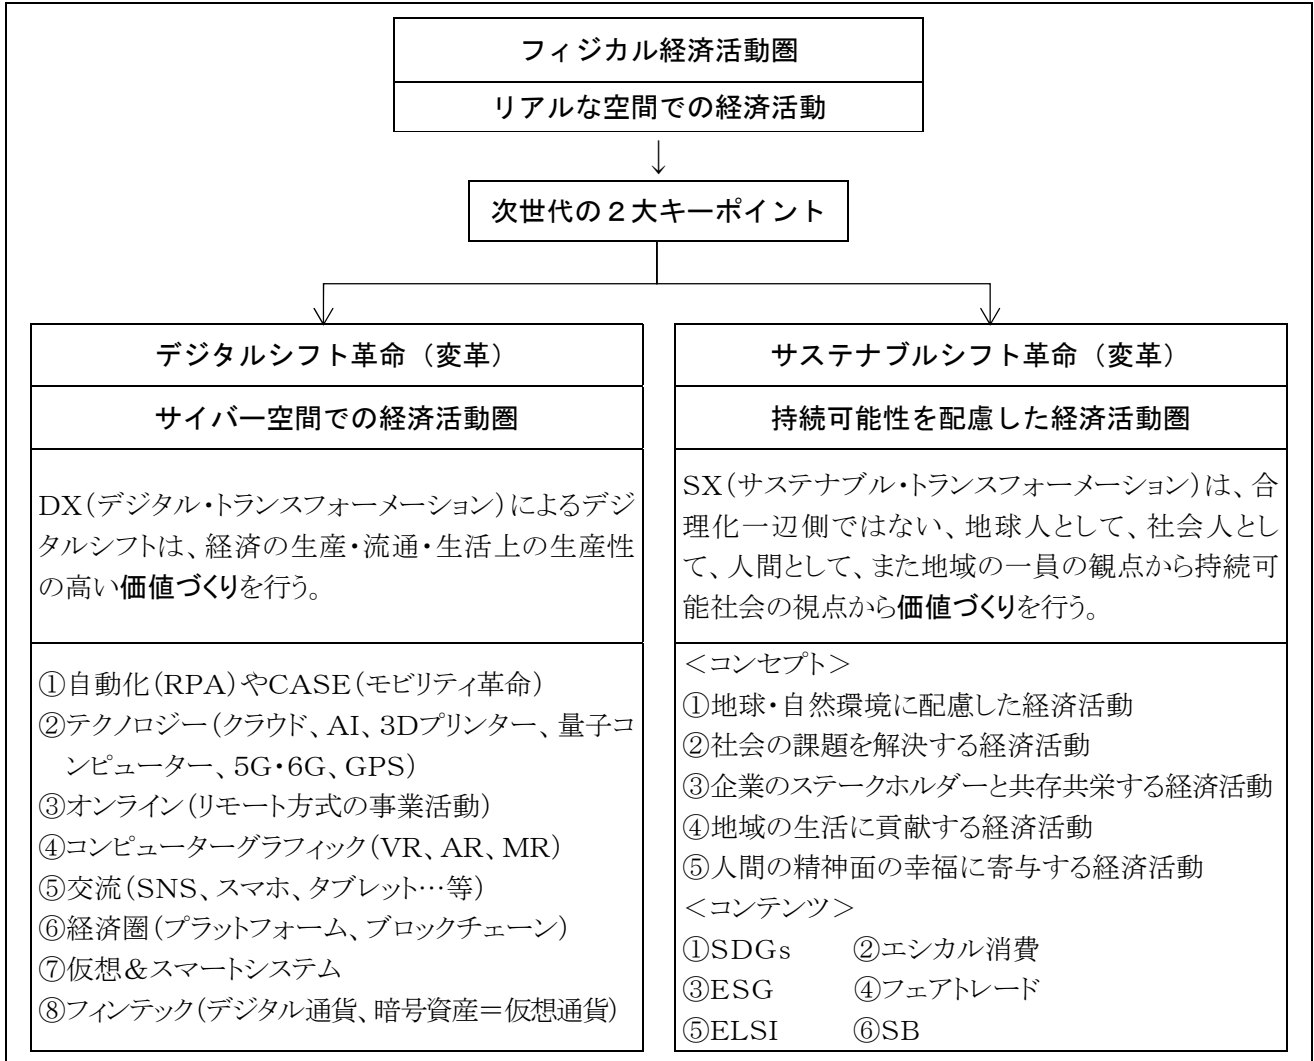 フィジカル経済活動圏
リアルな空間での経済活動
↓
次世代の2大キーポイント
デジタルシフト革命（変革）
サイバー空間での経済活動圏
DX(デジタル・トランスフォーメーション)によるデジ
タルシフトは、経済の生産・流通・生活上の生産性
の高い価値づくりを行う。
①自動化(RPA)やCASE(モビリティ革命)
②テクノロジー(クラウド、AI、3Dプリンター、量子コ
ンピューター、5G・6G、GPS)
③オンライン(リモート方式の事業活動)
④コンピューターグラフィック(VR、AR、MR)
⑤交流(SNS、スマホ、タブレット…等)
⑥経済圏(プラットフォーム、ブロックチェーン)
⑦仮想＆スマートシステム
⑧フィンテック(デジタル通貨、暗号資産＝仮想通貨)
サステナブルシフト革命（変革）
持続可能性を配慮した経済活動圏
SX(サステナブル・トランスフォーメーション)は、合
理化一辺側ではない、地球人として、社会人とし
て、人間として、また地域の一員の観点から持続可
能社会の視点から価値づくりを行う。
＜コンセプト＞
①地球・自然環境に配慮した経済活動
②社会の課題を解決する経済活動
③企業のステークホルダーと共存共栄する経済活動
④地域の生活に貢献する経済活動
⑤人間の精神面の幸福に寄与する経済活動
＜コンテンツ＞
①SDGs ②エシカル消費
③ESG ④フェアトレード
⑤ELSI ⑥SB